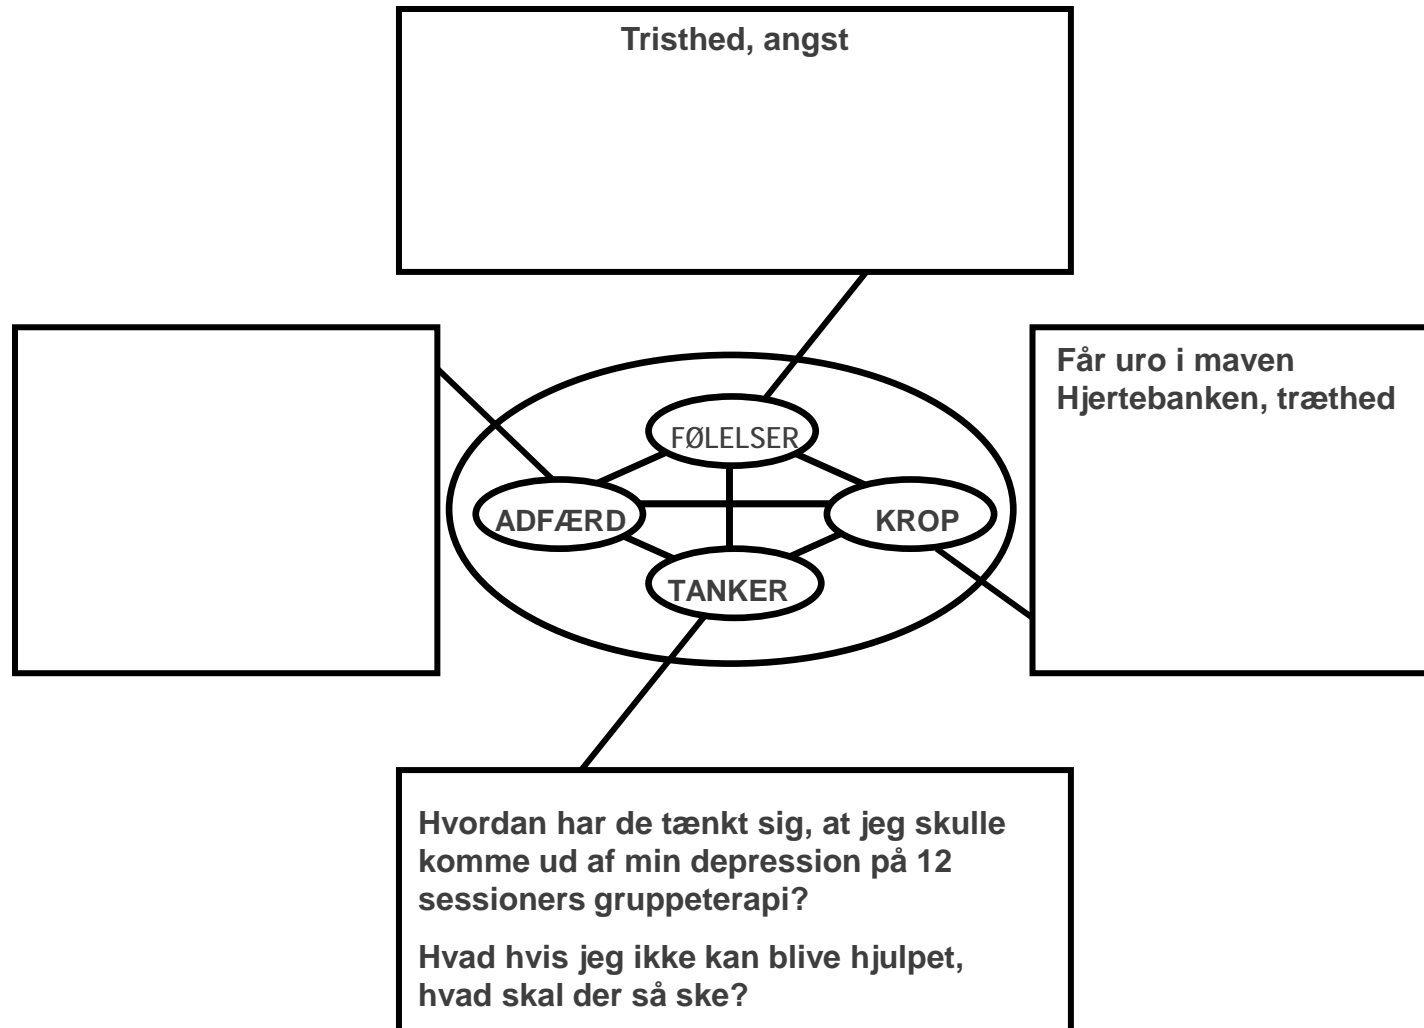 Tristhed, angst
Får uro i maven
Hjertebanken, træthed
FØLELSER
ADFÆRD
KROP
TANKER
Hvordan har de tænkt sig, at jeg skulle
komme ud af min depression på 12
sessioners gruppeterapi?
Hvad hvis jeg ikke kan blive hjulpet,
hvad skal der så ske?